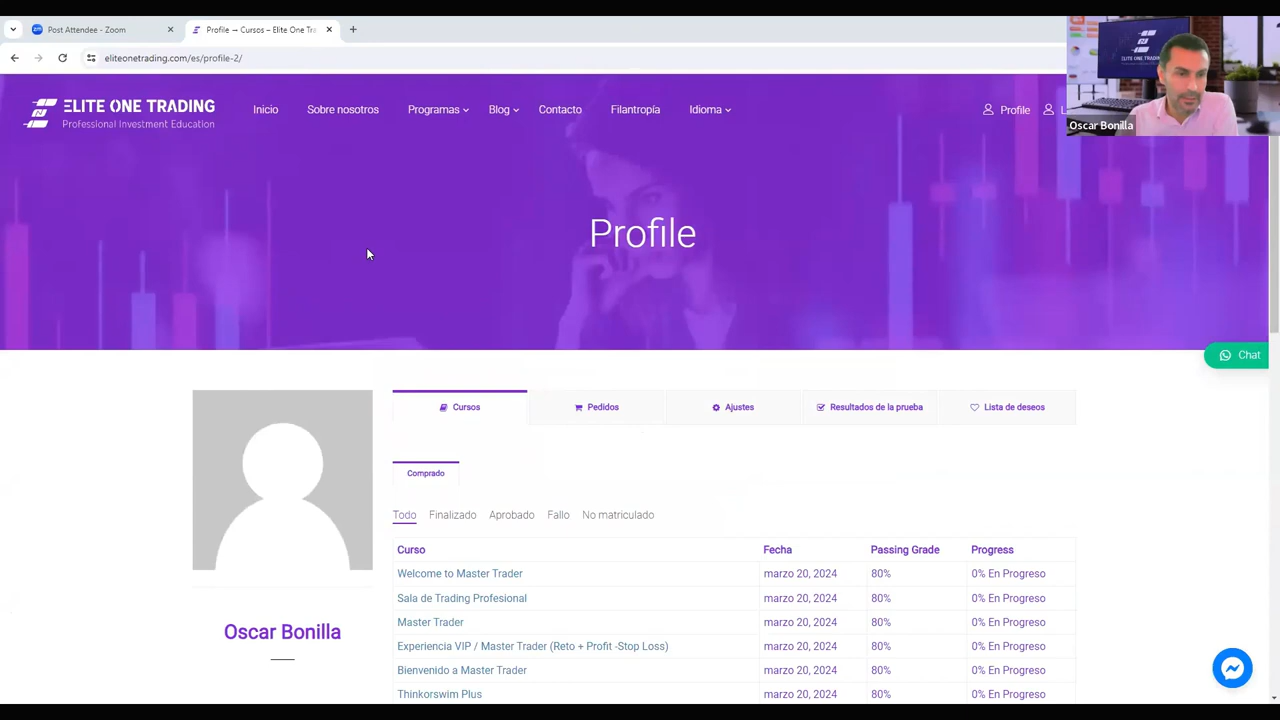 Post Attendee - Zoom
Profile → Cursos – Elite One Tra
eliteonetrading.com/es/profile-2/
ELITE ONE TRADING
Professional Investment Education
Inicio
Sobre nosotros
Programas
Blog
Contacto
Filantropía
Idioma
Profile
L
Oscar Bonilla
Profile
Chat
Cursos
Pedidos
Ajustes
Resultados de la prueba
Lista de deseos
Comprado
Todo Finalizado Aprobado Fallo No matriculado
Curso Fecha Passing Grade Progress
Welcome to Master Trader marzo 20, 2024 80% 0% En Progreso
Sala de Trading Profesional marzo 20, 2024 80% 0% En Progreso
Master Trader marzo 20, 2024 80% 0% En Progreso
Experiencia VIP / Master Trader (Reto + Profit -Stop Loss) marzo 20, 2024 80% 0% En Progreso
Bienvenido a Master Trader marzo 20, 2024 80% 0% En Progreso
Thinkorswim Plus marzo 20, 2024 80% 0% En Progreso
Oscar Bonilla